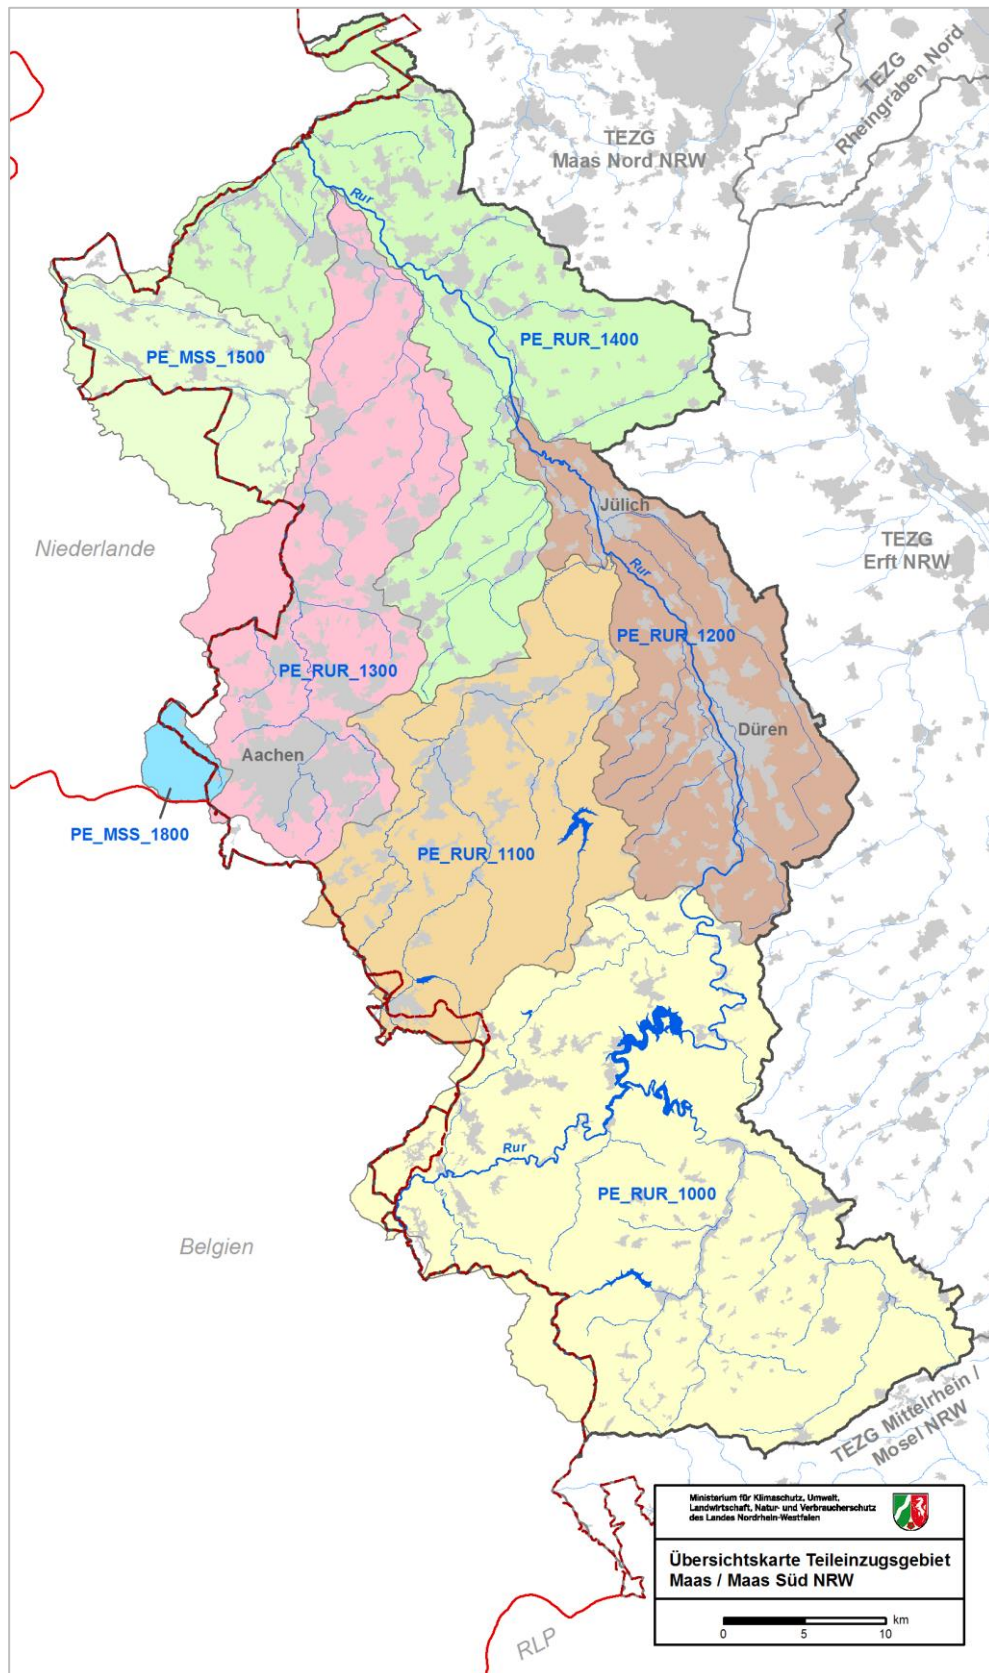 TEZG
Rheingraben Nord
TEZG
Maas Nord NRW
Rur
PE_RUR_1400
PE_MSS_1500
Jülich
Niederlande
TEZG
Erft NRW
Rur
PE_RUR_1200
PE_RUR_1300
Düren
Aachen
PE_MSS_1800
PE_RUR_1100
Rur
PE_RUR_1000
Belgien
TEZG Mittelrhein /
Mosel NRW
Ministerium für Klimaschutz, Umwelt,
Landwirtschaft, Natur- und Verbraucherschutz
des Landes Nordrhein-Westfalen
Übersichtskarte Teileinzugsgebiet
Maas / Maas Süd NRW
km
0 5 10
RLP